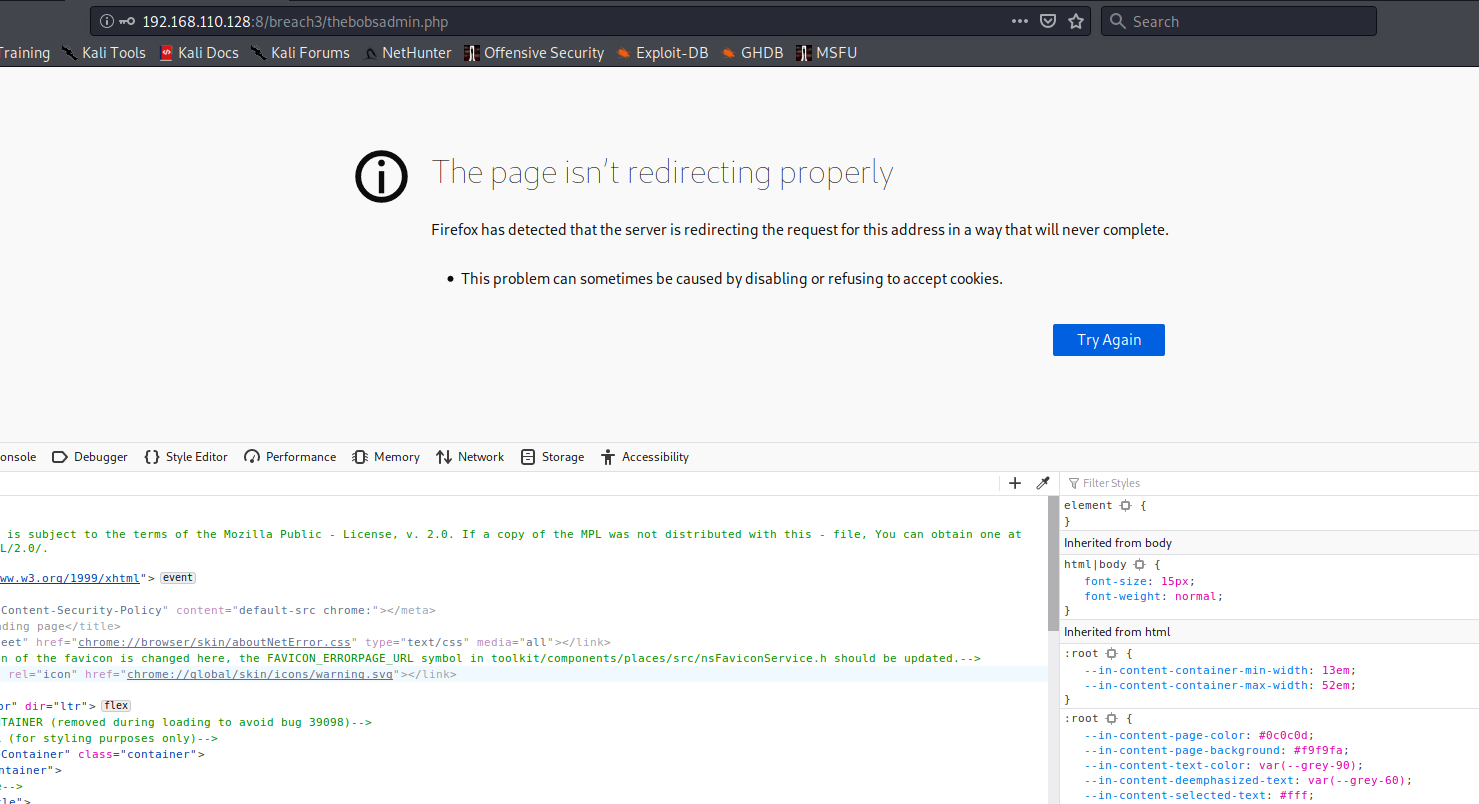 192.168.110.128:8/breach3/thebobsadmin.php
Search
Training Kali Tools Kali Docs Kali Forums NetHunter Offensive Security Exploit-DB GHDB MSFU
The page isn’t redirecting properly
Firefox has detected that the server is redirecting the request for this address in a way that will never complete.
This problem can sometimes be caused by disabling or refusing to accept cookies.
Try Again
onsole Debugger {} Style Editor Performance Memory Network Storage Accessibility
is subject to the terms of the Mozilla Public - License, v. 2.0. If a copy of the MPL was not distributed with this - file, You can obtain one at
L/2.0/.
ww.w3.org/1999/xhtml"> event
Content-Security-Policy" content="default-src chrome:"></meta>
ading page</title>
eet" href="chrome://browser/skin/aboutNetError.css" type="text/css" media="all"></link>
n of the favicon is changed here, the FAVICON_ERRORPAGE_URL symbol in toolkit/components/places/src/nsFaviconService.h should be updated.-->
rel="icon" href="chrome://global/skin/icons/warning.svg"></link>
or" dir="ltr"> flex
TAINER (removed during loading to avoid bug 39098)-->
(for styling purposes only)-->
Container" class="container">
ntainer">
e-->
tle">
Filter Styles
element {
}
Inherited from body
html|body {
font-size: 15px;
font-weight: normal;
}
Inherited from html
:root {
--in-content-container-min-width: 13em;
--in-content-container-max-width: 52em;
}
:root {
--in-content-page-color: #0c0c0d;
--in-content-page-background: #f9f9fa;
--in-content-text-color: var(--grey-90);
--in-content-deemphasized-text: var(--grey-60);
--in-content-selected-text: #fff;